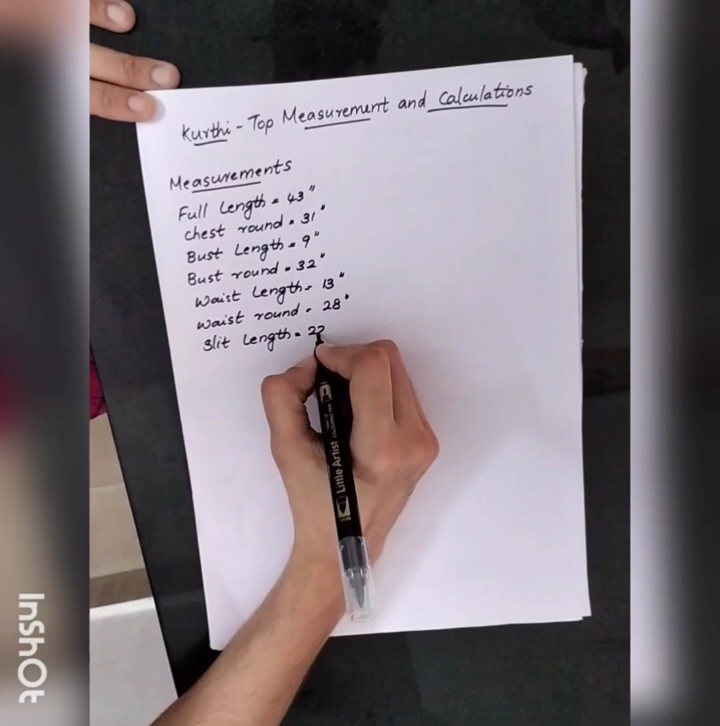 Kurthi - Top Measurement and Calculations
Measurements
Full Length = 43"
Chest round = 31"
Bust Length = 9"
Bust round = 32"
Waist Length = 13"
Waist round = 28"
Slit Length = 22
Little Artist
InShOt